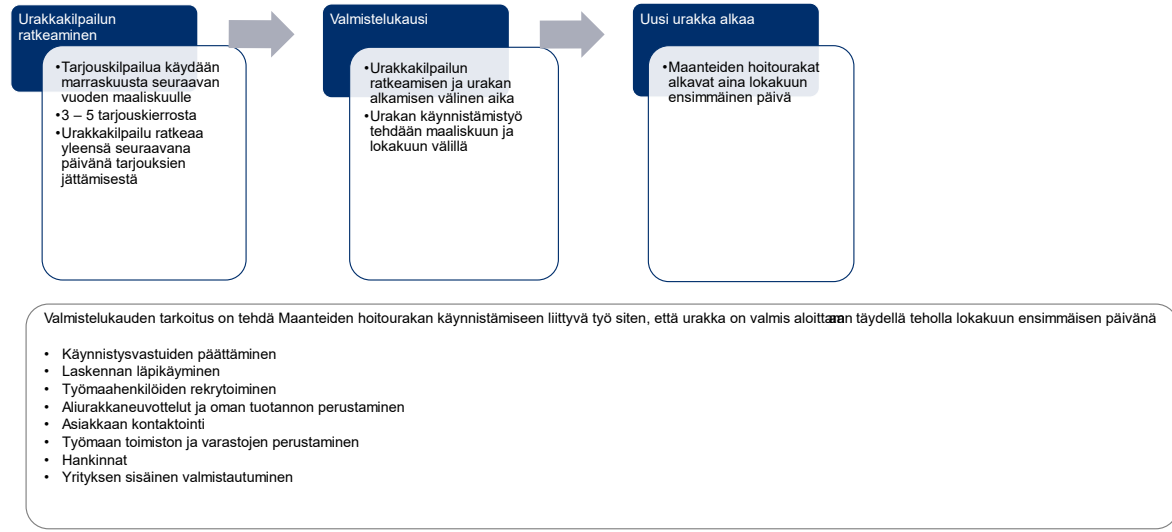 Urakkakilpailun
ratkeaminen
•Tarjouskilpailua käydään
marraskuusta seuraavan
vuoden maaliskuulle
•3 – 5 tarjouskierrosta
•Urakkakilpailu ratkeaa
yleensä seuraavana
päivänä tarjouksien
jättämisestä
Valmistelukausi
•Urakkakilpailun
ratkeamisen ja urakan
alkamisen välinen aika
•Urakan käynnistämistyö
tehdään maaliskuun ja
lokakuun välillä
Uusi urakka alkaa
•Maanteiden hoitourakat
alkavat aina lokakuun
ensimmäinen päivä
Valmistelukauden tarkoitus on tehdä Maanteiden hoitourakan käynnistämiseen liittyvä työ siten, että urakka on valmis aloittamaan täydellä teholla lokakuun ensimmäisen päivänä
• Käynnistysvastuiden päättäminen
• Laskennan läpikäyminen
• Työmaahenkilöiden rekrytoiminen
• Aliurakkaneuvottelut ja oman tuotannon perustaminen
• Asiakkaan kontaktointi
• Työmaan toimiston ja varastojen perustaminen
• Hankinnat
• Yrityksen sisäinen valmistautuminen